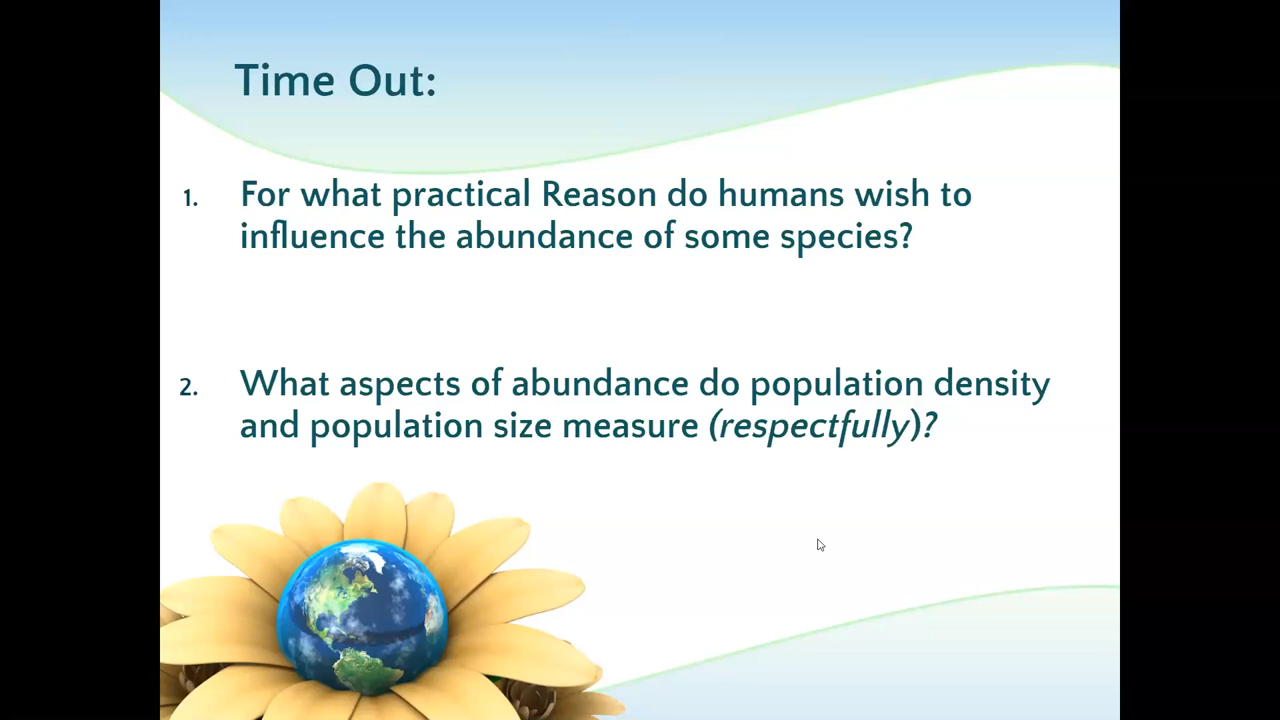 Time Out:
1. For what practical Reason do humans wish to
influence the abundance of some species?
2. What aspects of abundance do population density
and population size measure (respectfully)?